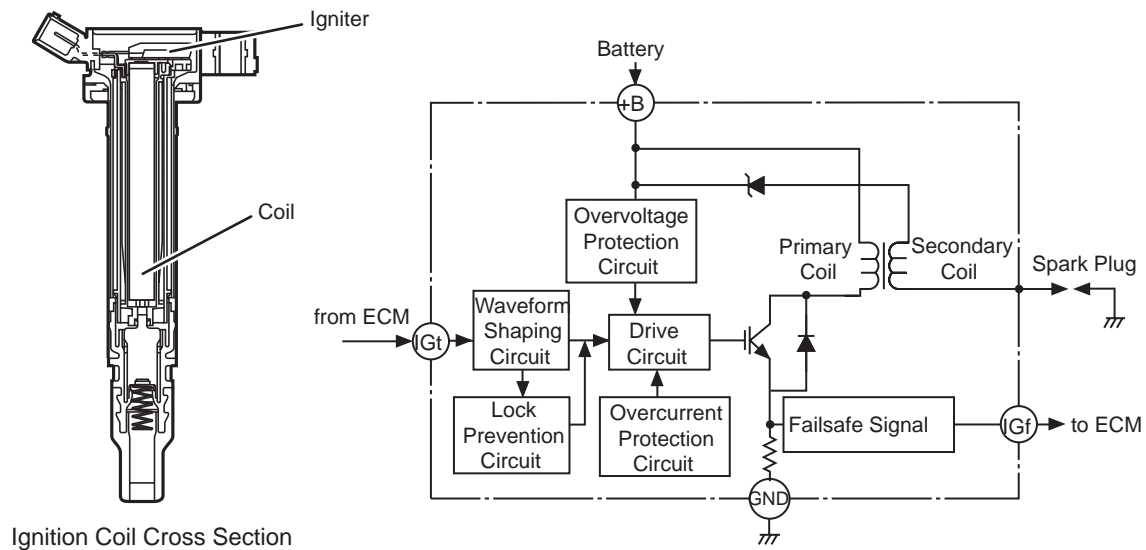 Igniter
Coil
Ignition Coil Cross Section
Battery
+B
Overvoltage
Protection
Circuit
Primary
Coil
Secondary
Coil
Spark Plug
from ECM
IGt
Waveform
Shaping
Circuit
Drive
Circuit
Lock
Prevention
Circuit
Overcurrent
Protection
Circuit
Failsafe Signal
IGf
to ECM
GND